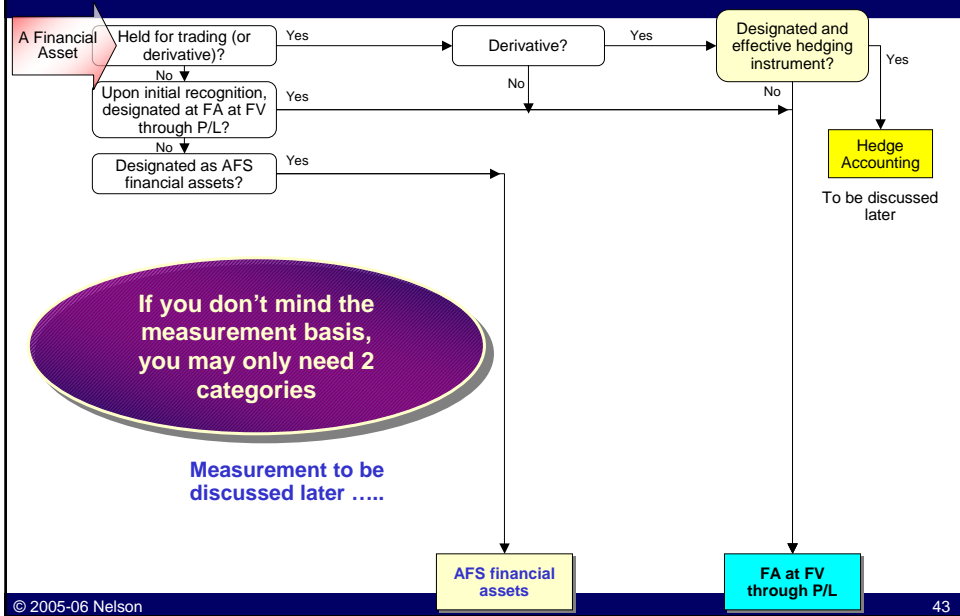 A Financial
Asset
Held for trading (or
derivative)?
Yes
Derivative?
Yes
Designated and
effective hedging
instrument?
Yes
No
No
No
Upon initial recognition,
designated at FA at FV
through P/L?
Yes
No
Designated as AFS
financial assets?
Yes
Hedge
Accounting
To be discussed
later
If you don’t mind the
measurement basis,
you may only need 2
categories
Measurement to be
discussed later …..
AFS financial
assets
FA at FV
through P/L
© 2005-06 Nelson
43